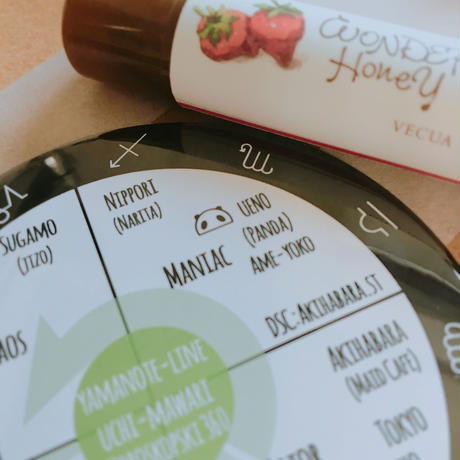 WONDER
HONEY
VECUA
NIPPORI
(NARITA)
UENO
(PANDA)
AME-YOKO
MANIAC
SUGAMO
(JIZO)
DSC:AKIHABARA.ST
AKIHABARA
(MAID CAFE)
TOKYO
YAMANOTE-LINE
UCHI-MAWARI